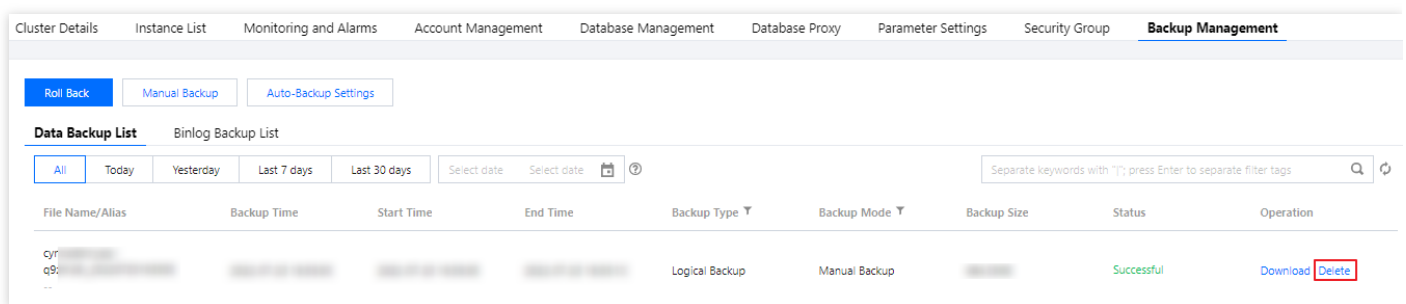 Cluster Details Instance List Monitoring and Alarms Account Management Database Management Database Proxy Parameter Settings Security Group Backup Management
Roll Back Manual Backup Auto-Backup Settings
Data Backup List Binlog Backup List
All Today Yesterday Last 7 days Last 30 days Select date Select date Separate keywords with "|"; press Enter to separate filter tags
File Name/Alias Backup Time Start Time End Time Backup Type Backup Mode Backup Size Status Operation
cyr
q9 Logical Backup Manual Backup Successful Download Delete
--